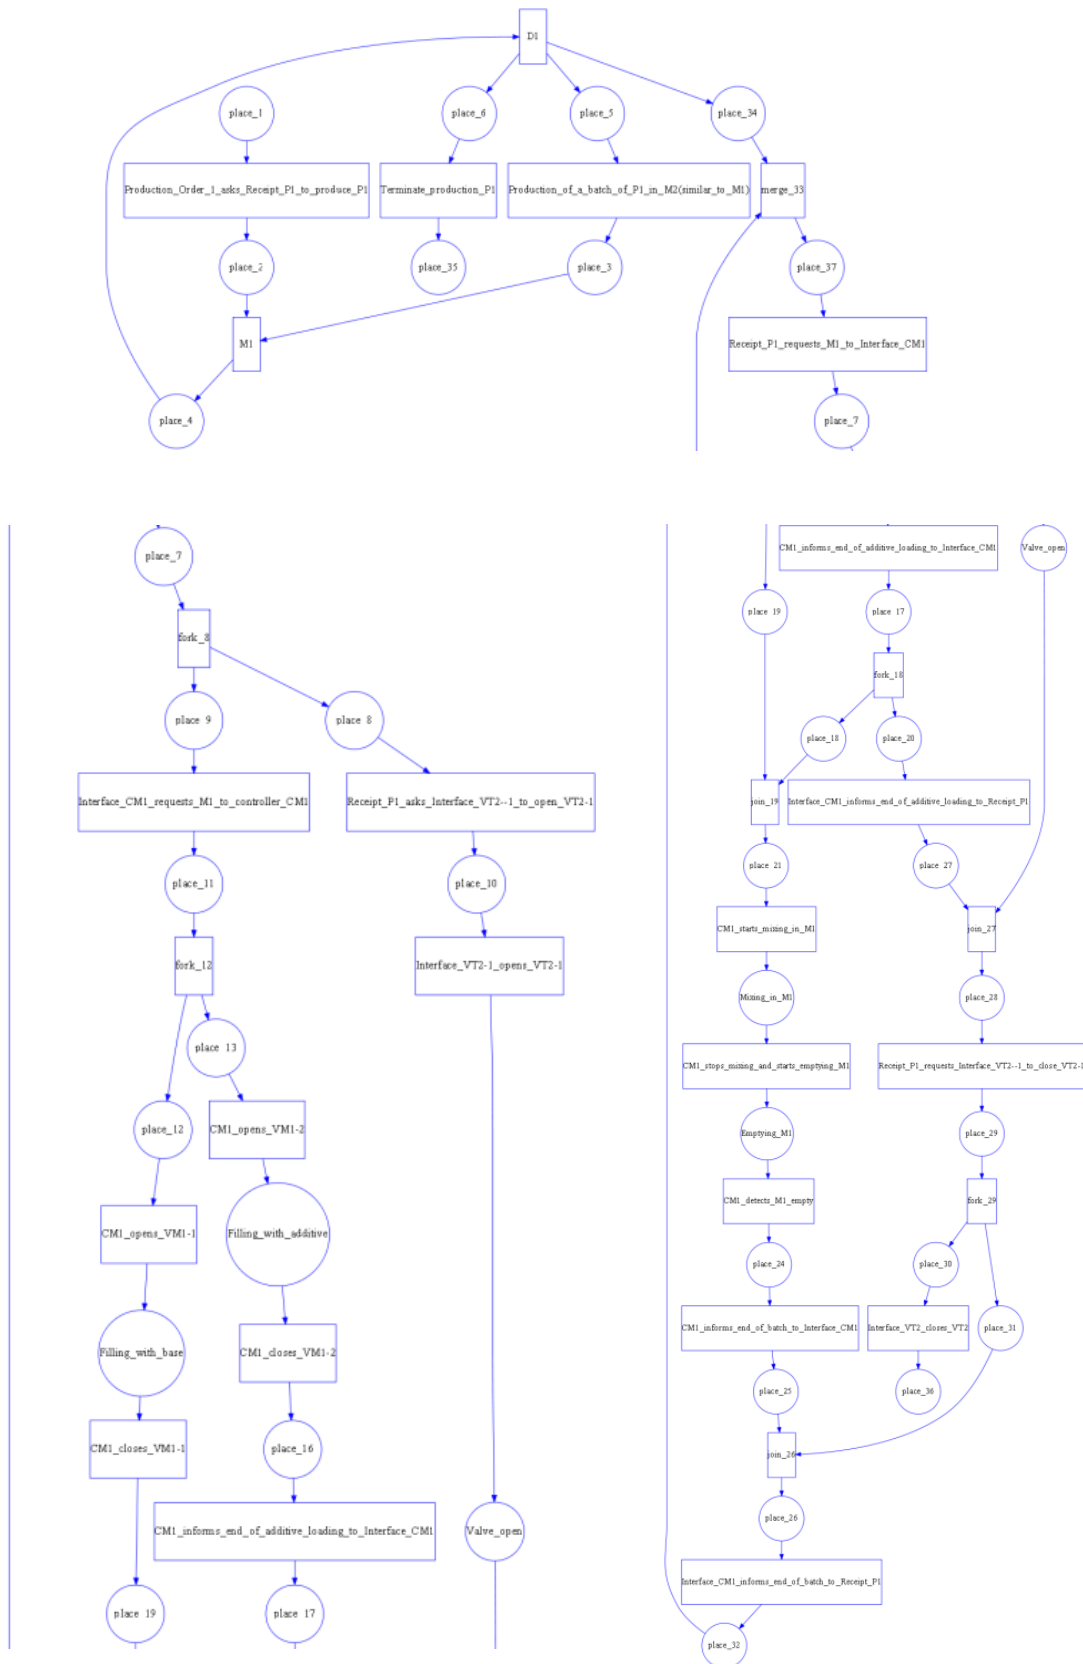 D1
place_1
place_6
place_5
place_34
Production_Order_1_asks_Receipt_P1_to_produce_P1
Terminate_production_P1
Production_of_a_batch_of_P1_in_M2(similar_to_M1)
merge_33
place_2
place_35
place_3
place_37
M1
Receipt_P1_requests_M1_to_Interface_CM1
place_4
place_7
place_7
fork_8
place_9
place_8
Interface_CM1_requests_M1_to_controller_CM1
Receipt_P1_asks_Interface_VT2--1_to_open_VT2-1
place_11
place_10
fork_12
Interface_VT2-1_opens_VT2-1
place_13
place_12
CM1_opens_VM1-2
CM1_opens_VM1-1
Filling_with_additive
Filling_with_base
CM1_closes_VM1-2
CM1_closes_VM1-1
place_16
CM1_informs_end_of_additive_loading_to_Interface_CM1
Valve_open
place_19
place_17
CM1_informs_end_of_additive_loading_to_Interface_CM1
Valve_open
place_19
place_17
fork_18
place_18
place_20
join_19
Interface_CM1_informs_end_of_additive_loading_to_Receipt_P1
place_21
place_27
CM1_starts_mixing_in_M1
join_27
Mixing_in_M1
place_28
CM1_stops_mixing_and_starts_emptying_M1
Receipt_P1_requests_Interface_VT2--1_to_close_VT2-1
Emptying_M1
place_29
CM1_detects_M1_empty
fork_29
place_24
place_30
CM1_informs_end_of_batch_to_Interface_CM1
Interface_VT2_closes_VT2
place_31
place_25
place_36
join_26
place_26
Interface_CM1_informs_end_of_batch_to_Receipt_P1
place_32